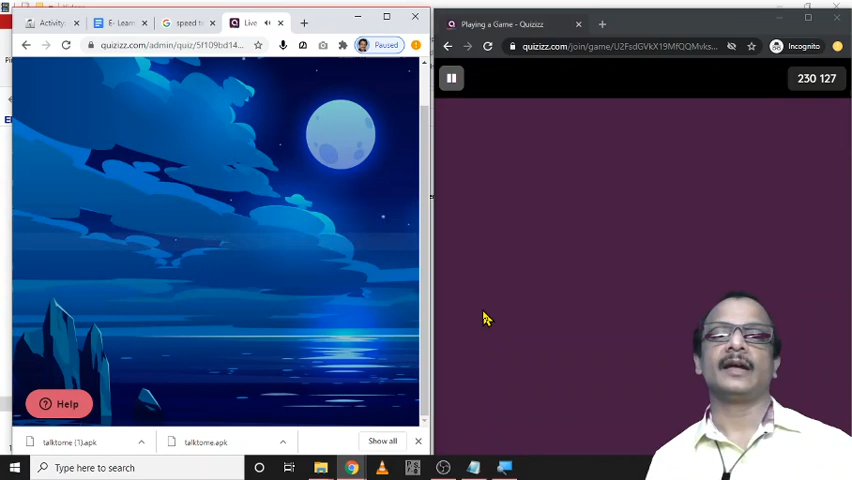 Activity:
E- Learn
speed to
Live
Playing a Game - Quizizz
quizizz.com/admin/quiz/5f109bd14...
Paused
quizizz.com/join/game/U2FsdGVkX19MfQQMvks...
Incognito
230 127
Help
talktome (1).apk
talktome.apk
Show all
Type here to search